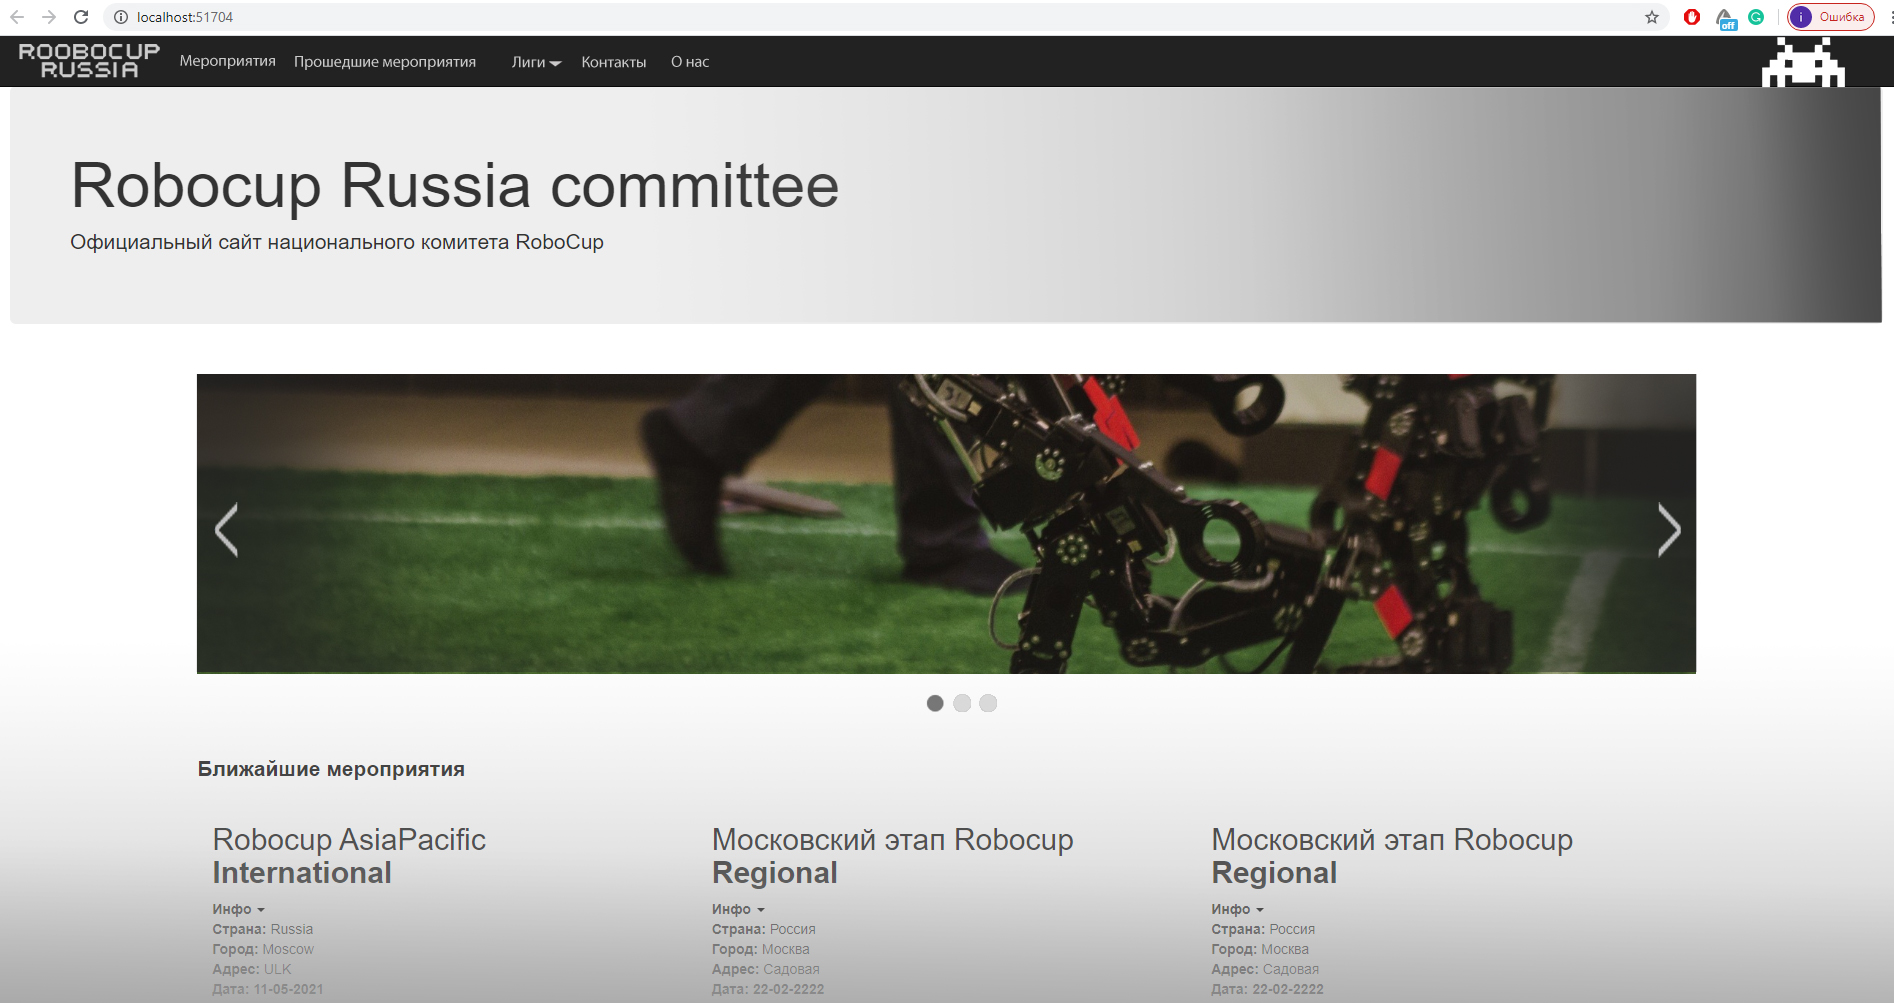 localhost:51704
off
i Ошибка
ROOBOCUP
RUSSIA
Мероприятия Прошедшие мероприятия Лиги Контакты О нас
Robocup Russia committee
Официальный сайт национального комитета RoboCup
Ближайшие мероприятия
Robocup AsiaPacific
International
Инфо
Страна: Russia
Город: Moscow
Адрес: ULK
Дата: 11-05-2021
Московский этап Robocup
Regional
Инфо
Страна: Россия
Город: Москва
Адрес: Садовая
Дата: 22-02-2222
Московский этап Robocup
Regional
Инфо
Страна: Россия
Город: Москва
Адрес: Садовая
Дата: 22-02-2222